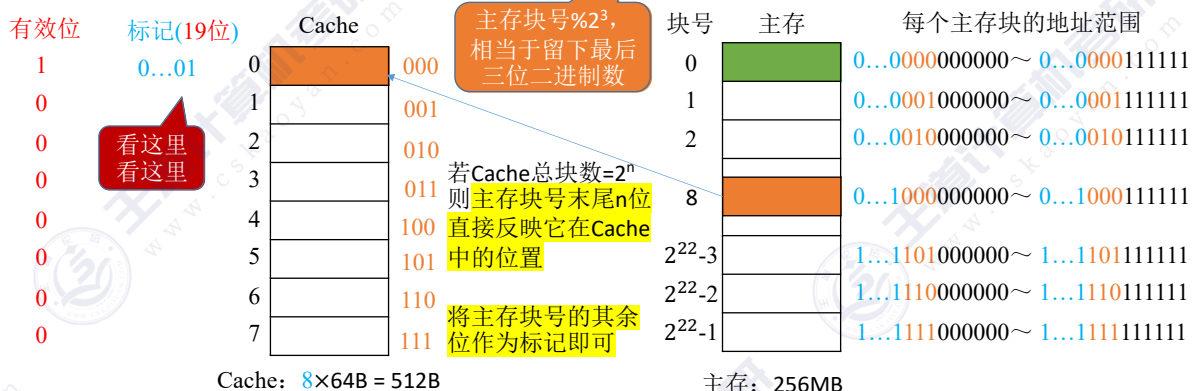 有效位 标记(19位) Cache
主存块号%2³，
相当于留下最后
三位二进制数
块号 主存 每个主存块的地址范围
1 0…01 0 000
0 1 001
0 2 010
0 3 011
0 4 100
0 5 101
0 6 110
0 7 111
看这里
看这里
若Cache总块数=2ⁿ
则主存块号末尾n位
直接反映它在Cache
中的位置
将主存块号的其余
位作为标记即可
0 0…0000000000～ 0…0000111111
1 0…0001000000～ 0…0001111111
2 0…0010000000～ 0…0010111111
8 0…1000000000～ 0…1000111111
2²²-3 1…1101000000～ 1…1101111111
2²²-2 1…1110000000～ 1…1110111111
2²²-1 1…1111000000～ 1…1111111111
Cache：8×64B = 512B
主存：256MB